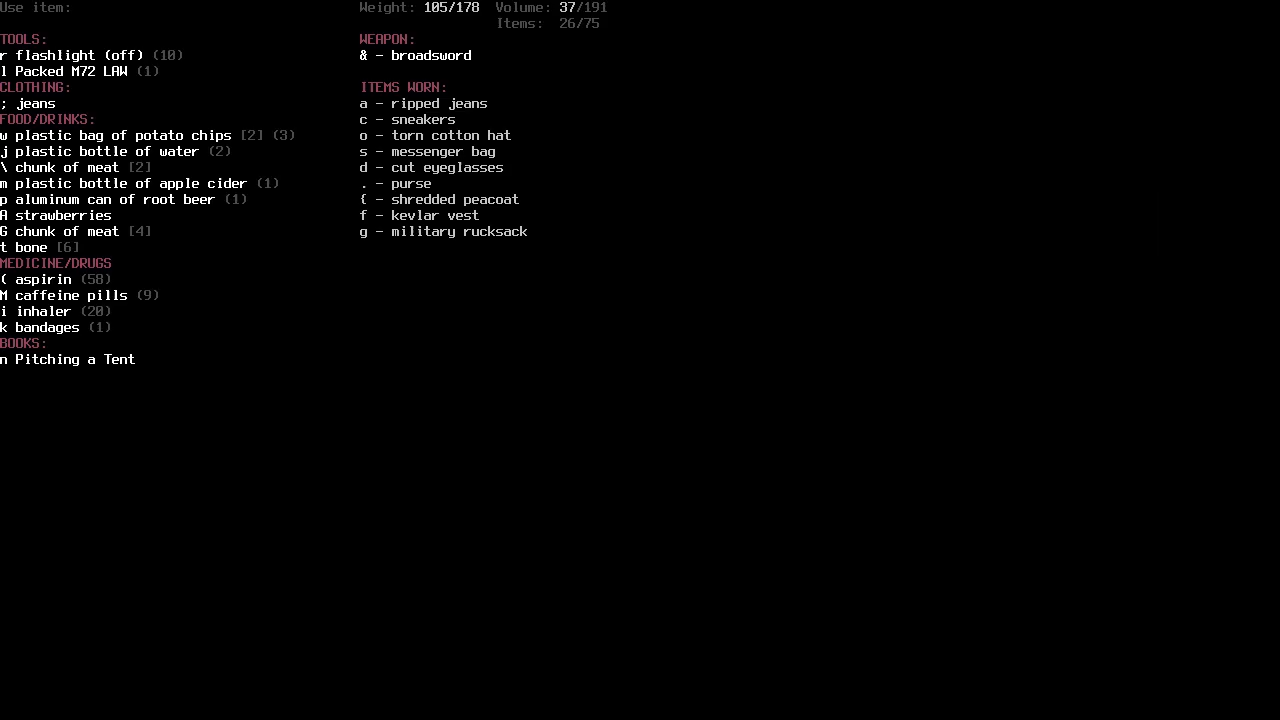 Use item:
Weight: 105/178  Volume: 37/191
Items:  26/75
TOOLS:
r flashlight (off) (10)
l Packed M72 LAW (1)
CLOTHING:
; jeans
FOOD/DRINKS:
w plastic bag of potato chips [2] (3)
j plastic bottle of water (2)
\ chunk of meat [2]
m plastic bottle of apple cider (1)
p aluminum can of root beer (1)
A strawberries
G chunk of meat [4]
t bone [6]
MEDICINE/DRUGS
( aspirin (58)
M caffeine pills (9)
i inhaler (20)
k bandages (1)
BOOKS:
n Pitching a Tent
WEAPON:
& - broadsword
ITEMS WORN:
a - ripped jeans
c - sneakers
o - torn cotton hat
s - messenger bag
d - cut eyeglasses
. - purse
{ - shredded peacoat
f - kevlar vest
g - military rucksack